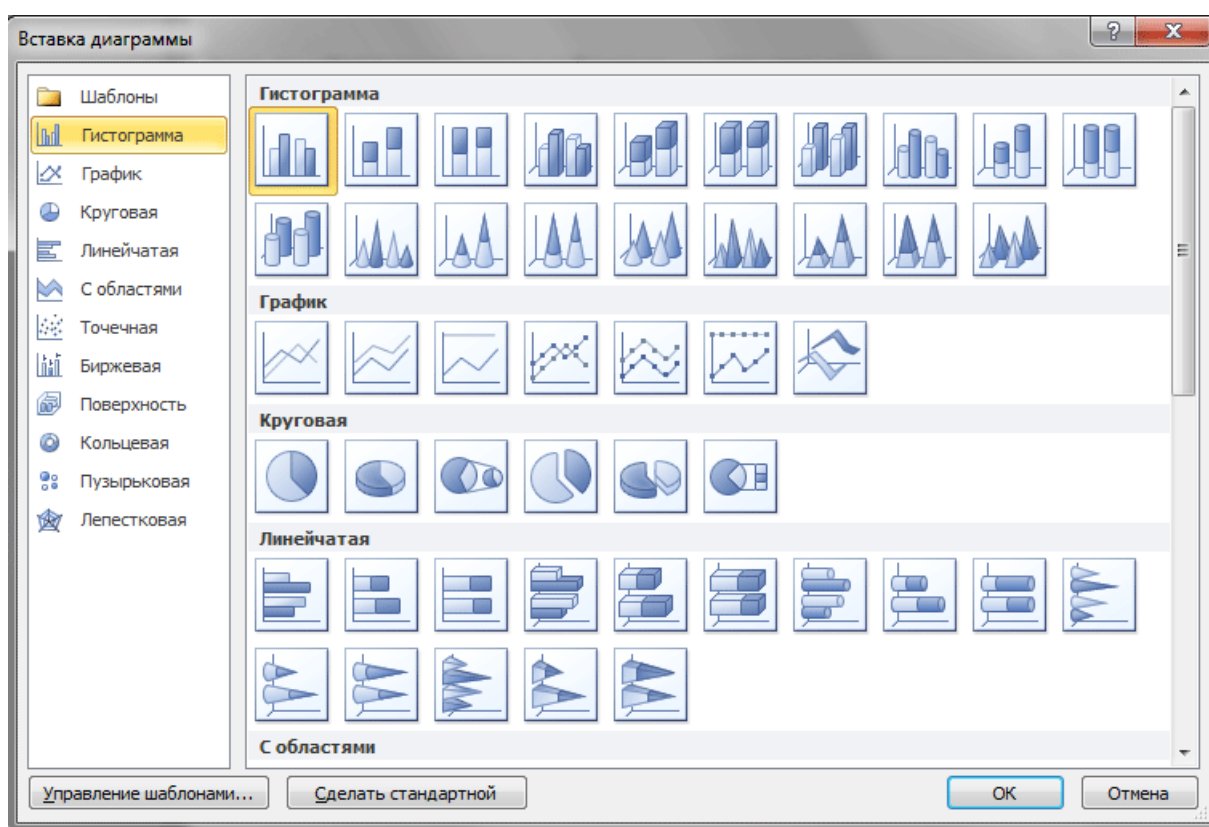 Вставка диаграммы
Шаблоны
Гистограмма
График
Круговая
Линейчатая
С областями
Точечная
Биржевая
Поверхность
Кольцевая
Пузырьковая
Лепестковая
Гистограмма
График
Круговая
Линейчатая
С областями
Управление шаблонами...
Сделать стандартной
ОК
Отмена